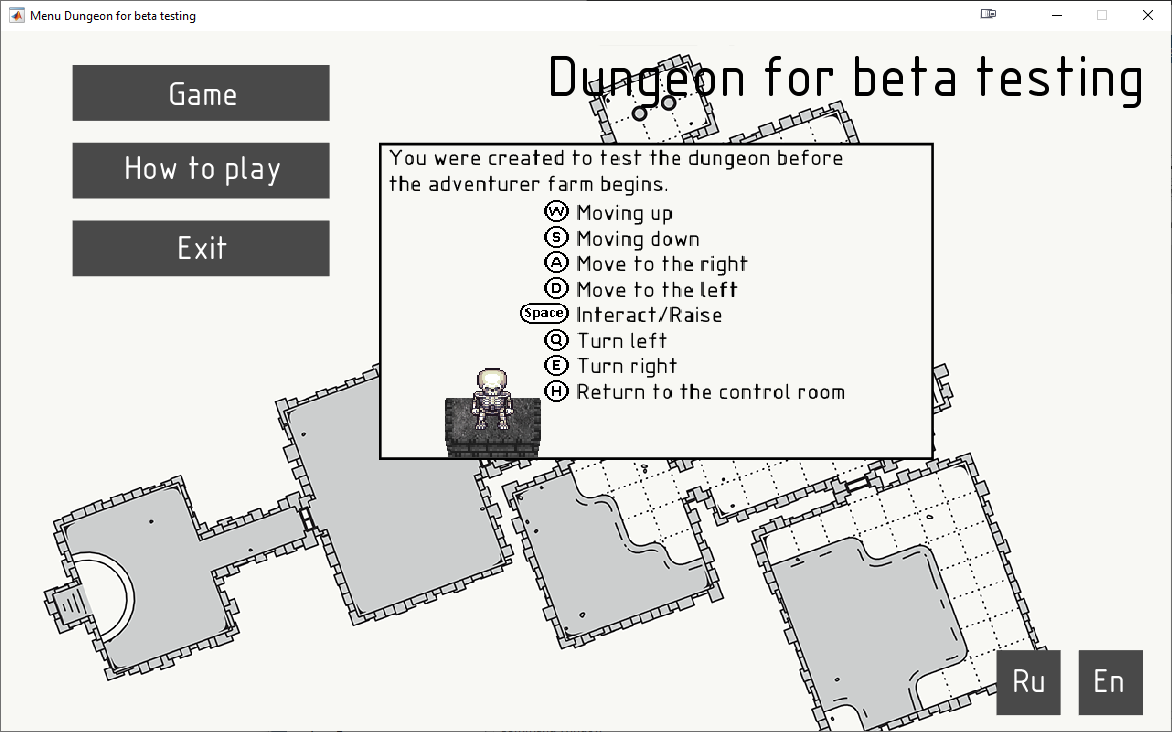 Menu Dungeon for beta testing
Dungeon for beta testing
Game
How to play
Exit
You were created to test the dungeon before
the adventurer farm begins.
W Moving up
S Moving down
A Move to the right
D Move to the left
Space Interact/Raise
Q Turn left
E Turn right
H Return to the control room
Ru
En